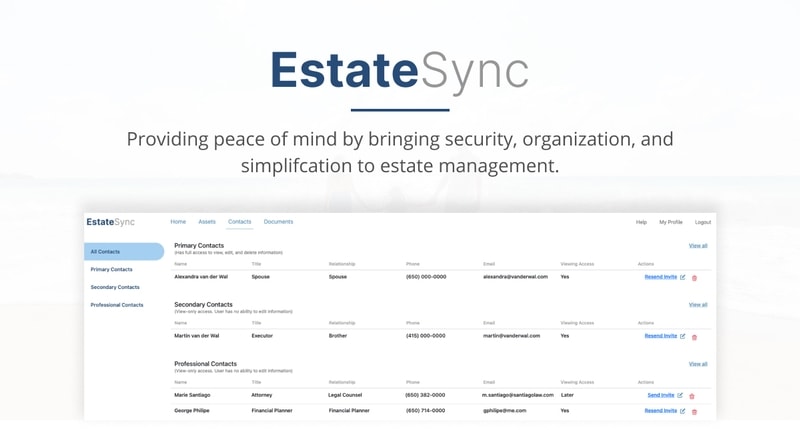 EstateSync
Providing peace of mind by bringing security, organization, and
simplifcation to estate management.
EstateSync Home Assets Contacts Documents Help My Profile Logout
All Contacts
Primary Contacts
Secondary Contacts
Professional Contacts
Primary Contacts View all
(Has full access to view, edit, and delete information)
Name Title Relationship Phone Email Viewing Access Actions
Alexandra van der Wal Spouse Spouse (650) 000-0000 alexandra@vanderwal.com Yes Resend Invite
Secondary Contacts View all
(View-only access. User has no ability to edit information)
Name Title Relationship Phone Email Viewing Access Actions
Martin van der Wal Executor Brother (415) 000-0000 martin@vanderwal.com Yes Resend Invite
Professional Contacts View all
(View-only access. User has no ability to edit information)
Name Title Relationship Phone Email Viewing Access Actions
Marie Santiago Attorney Legal Counsel (650) 382-0000 m.santiago@santiagolaw.com Later Send Invite
George Philipe Financial Planner Financial Planner (650) 714-0000 gphilipe@me.com Yes Resend Invite